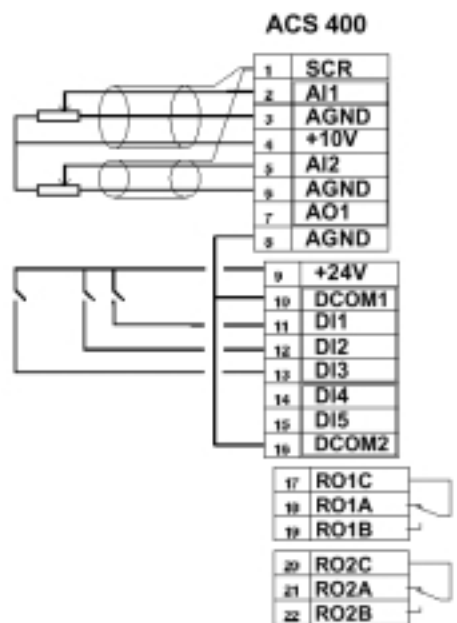 ACS 400
1 SCR
2 AI1
3 AGND
4 +10V
5 AI2
6 AGND
7 AO1
8 AGND
9 +24V
10 DCOM1
11 DI1
12 DI2
13 DI3
14 DI4
15 DI5
16 DCOM2
17 RO1C
18 RO1A
19 RO1B
20 RO2C
21 RO2A
22 RO2B